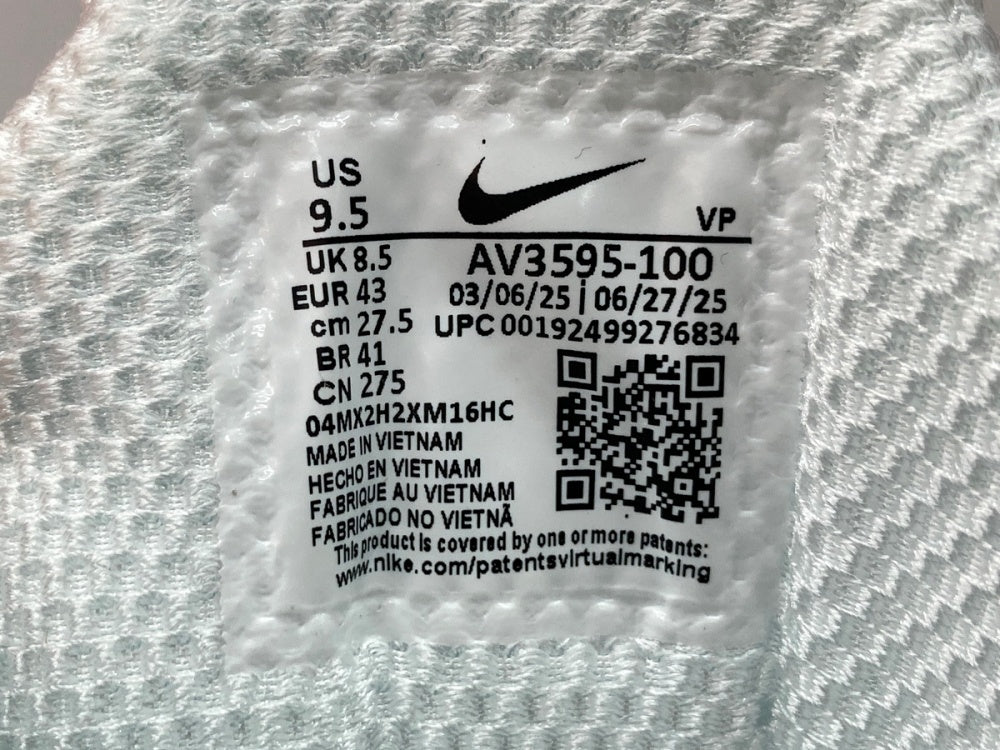 US
9.5
VP
UK 8.5
EUR 43
cm 27.5
BR 41
CN 275
AV3595-100
03/06/25 | 06/27/25
UPC 00192499276834
04MX2H2XM16HC
MADE IN VIETNAM
HECHO EN VIETNAM
FABRIQUE AU VIETNAM
FABRICADO NO VIETNÃ
This product is covered by one or more patents:
www.nike.com/patentsvirtualmarking